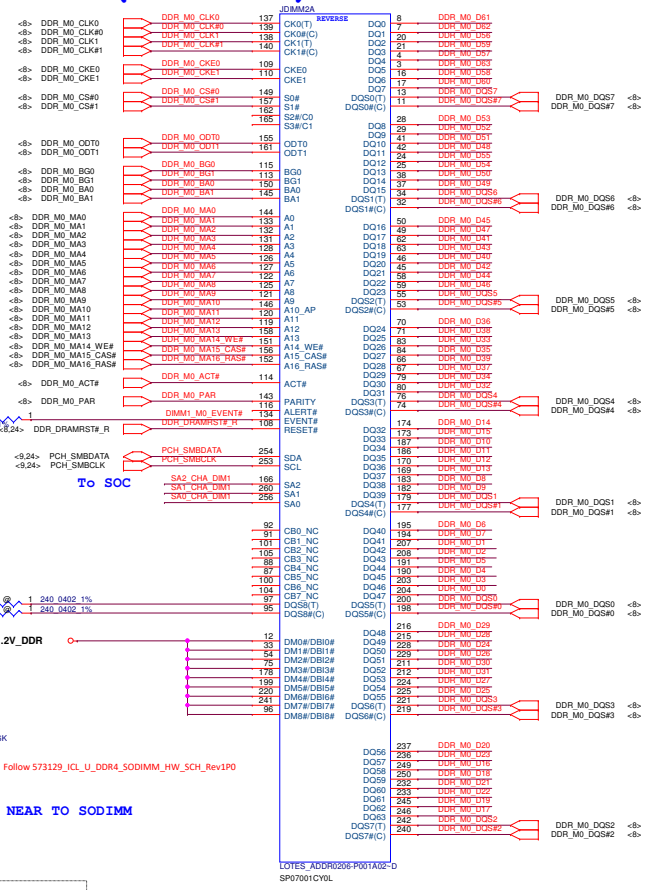 JDIMM2A
REVERSE
<8> DDR_M0_CLK0 DDR_M0_CLK0 137 CK0(T)
<8> DDR_M0_CLK#0 DDR_M0_CLK#0 139 CK0#(C)
<8> DDR_M0_CLK1 DDR_M0_CLK1 138 CK1(T)
<8> DDR_M0_CLK#1 DDR_M0_CLK#1 140 CK1#(C)
<8> DDR_M0_CKE0 DDR_M0_CKE0 109 CKE0
<8> DDR_M0_CKE1 DDR_M0_CKE1 110 CKE1
<8> DDR_M0_CS#0 DDR_M0_CS#0 149 S0#
<8> DDR_M0_CS#1 DDR_M0_CS#1 157 S1#
162 S2#/C0
165 S3#/C1
<8> DDR_M0_ODT0 DDR_M0_ODT0 155 ODT0
<8> DDR_M0_ODT1 DDR_M0_ODT1 161 ODT1
<8> DDR_M0_BG0 DDR_M0_BG0 115 BG0
<8> DDR_M0_BG1 DDR_M0_BG1 113 BG1
<8> DDR_M0_BA0 DDR_M0_BA0 150 BA0
<8> DDR_M0_BA1 DDR_M0_BA1 145 BA1
<8> DDR_M0_MA0 DDR_M0_MA0 144 A0
<8> DDR_M0_MA1 DDR_M0_MA1 133 A1
<8> DDR_M0_MA2 DDR_M0_MA2 132 A2
<8> DDR_M0_MA3 DDR_M0_MA3 131 A3
<8> DDR_M0_MA4 DDR_M0_MA4 128 A4
<8> DDR_M0_MA5 DDR_M0_MA5 126 A5
<8> DDR_M0_MA6 DDR_M0_MA6 127 A6
<8> DDR_M0_MA7 DDR_M0_MA7 122 A7
<8> DDR_M0_MA8 DDR_M0_MA8 125 A8
<8> DDR_M0_MA9 DDR_M0_MA9 121 A9
<8> DDR_M0_MA10 DDR_M0_MA10 146 A10_AP
<8> DDR_M0_MA11 DDR_M0_MA11 120 A11
<8> DDR_M0_MA12 DDR_M0_MA12 119 A12
<8> DDR_M0_MA13 DDR_M0_MA13 158 A13
<8> DDR_M0_MA14_WE# DDR_M0_MA14_WE# 151 A14_WE#
<8> DDR_M0_MA15_CAS# DDR_M0_MA15_CAS# 156 A15_CAS#
<8> DDR_M0_MA16_RAS# DDR_M0_MA16_RAS# 152 A16_RAS#
<8> DDR_M0_ACT# DDR_M0_ACT# 114 ACT#
<8> DDR_M0_PAR DDR_M0_PAR 143 PARITY
116 ALERT#
1 DIMM1_M0_EVENT# 134 EVENT#
<8,24> DDR_DRAMRST#_R DDR_DRAMRST#_R 108 RESET#
<9,24> PCH_SMBDATA PCH_SMBDATA 254 SDA
<9,24> PCH_SMBCLK PCH_SMBCLK 253 SCL
To SOC
SA2_CHA_DIM1 166 SA2
SA1_CHA_DIM1 260 SA1
SA0_CHA_DIM1 256 SA0
92 CB0_NC
91 CB1_NC
101 CB2_NC
105 CB3_NC
88 CB4_NC
87 CB5_NC
100 CB6_NC
104 CB7_NC
@ 1 240_0402_1% 97 DQS8(T)
@ 1 240_0402_1% 95 DQS8#(C)
.2V_DDR
12 DM0#/DBI0#
33 DM1#/DBI1#
54 DM2#/DBI2#
75 DM3#/DBI3#
178 DM4#/DBI4#
199 DM5#/DBI5#
220 DM6#/DBI6#
241 DM7#/DBI7#
96 DM8#/DBI8#
DQ0 8 DDR_M0_D61
DQ1 7 DDR_M0_D62
DQ2 20 DDR_M0_D56
DQ3 21 DDR_M0_D59
DQ4 4 DDR_M0_D57
DQ5 3 DDR_M0_D63
DQ6 16 DDR_M0_D58
DQ7 17 DDR_M0_D60
DQS0(T) 13 DDR_M0_DQS7 DDR_M0_DQS7 <8>
DQS0#(C) 11 DDR_M0_DQS#7 DDR_M0_DQS#7 <8>
DQ8 28 DDR_M0_D53
DQ9 29 DDR_M0_D52
DQ10 41 DDR_M0_D51
DQ11 42 DDR_M0_D48
DQ12 24 DDR_M0_D55
DQ13 25 DDR_M0_D54
DQ14 38 DDR_M0_D50
DQ15 37 DDR_M0_D49
DQS1(T) 34 DDR_M0_DQS6 DDR_M0_DQS6 <8>
DQS1#(C) 32 DDR_M0_DQS#6 DDR_M0_DQS#6 <8>
DQ16 50 DDR_M0_D45
DQ17 49 DDR_M0_D47
DQ18 62 DDR_M0_D41
DQ19 63 DDR_M0_D43
DQ20 46 DDR_M0_D40
DQ21 45 DDR_M0_D42
DQ22 58 DDR_M0_D44
DQ23 59 DDR_M0_D46
DQS2(T) 55 DDR_M0_DQS5 DDR_M0_DQS5 <8>
DQS2#(C) 53 DDR_M0_DQS#5 DDR_M0_DQS#5 <8>
DQ24 70 DDR_M0_D36
DQ25 71 DDR_M0_D38
DQ26 83 DDR_M0_D33
DQ27 84 DDR_M0_D35
DQ28 66 DDR_M0_D39
DQ29 67 DDR_M0_D37
DQ30 79 DDR_M0_D34
DQ31 80 DDR_M0_D32
DQS3(T) 76 DDR_M0_DQS4 DDR_M0_DQS4 <8>
DQS3#(C) 74 DDR_M0_DQS#4 DDR_M0_DQS#4 <8>
DQ32 174 DDR_M0_D14
DQ33 173 DDR_M0_D15
DQ34 187 DDR_M0_D10
DQ35 186 DDR_M0_D11
DQ36 170 DDR_M0_D12
DQ37 169 DDR_M0_D13
DQ38 183 DDR_M0_D8
DQ39 182 DDR_M0_D9
DQS4(T) 179 DDR_M0_DQS1 DDR_M0_DQS1 <8>
DQS4#(C) 177 DDR_M0_DQS#1 DDR_M0_DQS#1 <8>
DQ40 195 DDR_M0_D6
DQ41 194 DDR_M0_D7
DQ42 207 DDR_M0_D1
DQ43 208 DDR_M0_D2
DQ44 191 DDR_M0_D5
DQ45 190 DDR_M0_D4
DQ46 203 DDR_M0_D3
DQ47 204 DDR_M0_D0
DQS5(T) 200 DDR_M0_DQS0 DDR_M0_DQS0 <8>
DQS5#(C) 198 DDR_M0_DQS#0 DDR_M0_DQS#0 <8>
DQ48 216 DDR_M0_D29
DQ49 215 DDR_M0_D28
DQ50 228 DDR_M0_D24
DQ51 229 DDR_M0_D26
DQ52 211 DDR_M0_D30
DQ53 212 DDR_M0_D31
DQ54 224 DDR_M0_D27
DQ55 225 DDR_M0_D25
DQS6(T) 221 DDR_M0_DQS3 DDR_M0_DQS3 <8>
DQS6#(C) 219 DDR_M0_DQS#3 DDR_M0_DQS#3 <8>
DQ56 237 DDR_M0_D20
DQ57 236 DDR_M0_D23
DQ58 249 DDR_M0_D16
DQ59 250 DDR_M0_D18
DQ60 232 DDR_M0_D21
DQ61 233 DDR_M0_D22
DQ62 245 DDR_M0_D19
DQ63 246 DDR_M0_D17
DQS7(T) 242 DDR_M0_DQS2 DDR_M0_DQS2 <8>
DQS7#(C) 240 DDR_M0_DQS#2 DDR_M0_DQS#2 <8>
Follow 573129_ICL_U_DDR4_SODIMM_HW_SCH_Rev1P0
NEAR TO SODIMM
LOTES_ADDR0206-P001A02~D
SP07001CY0L